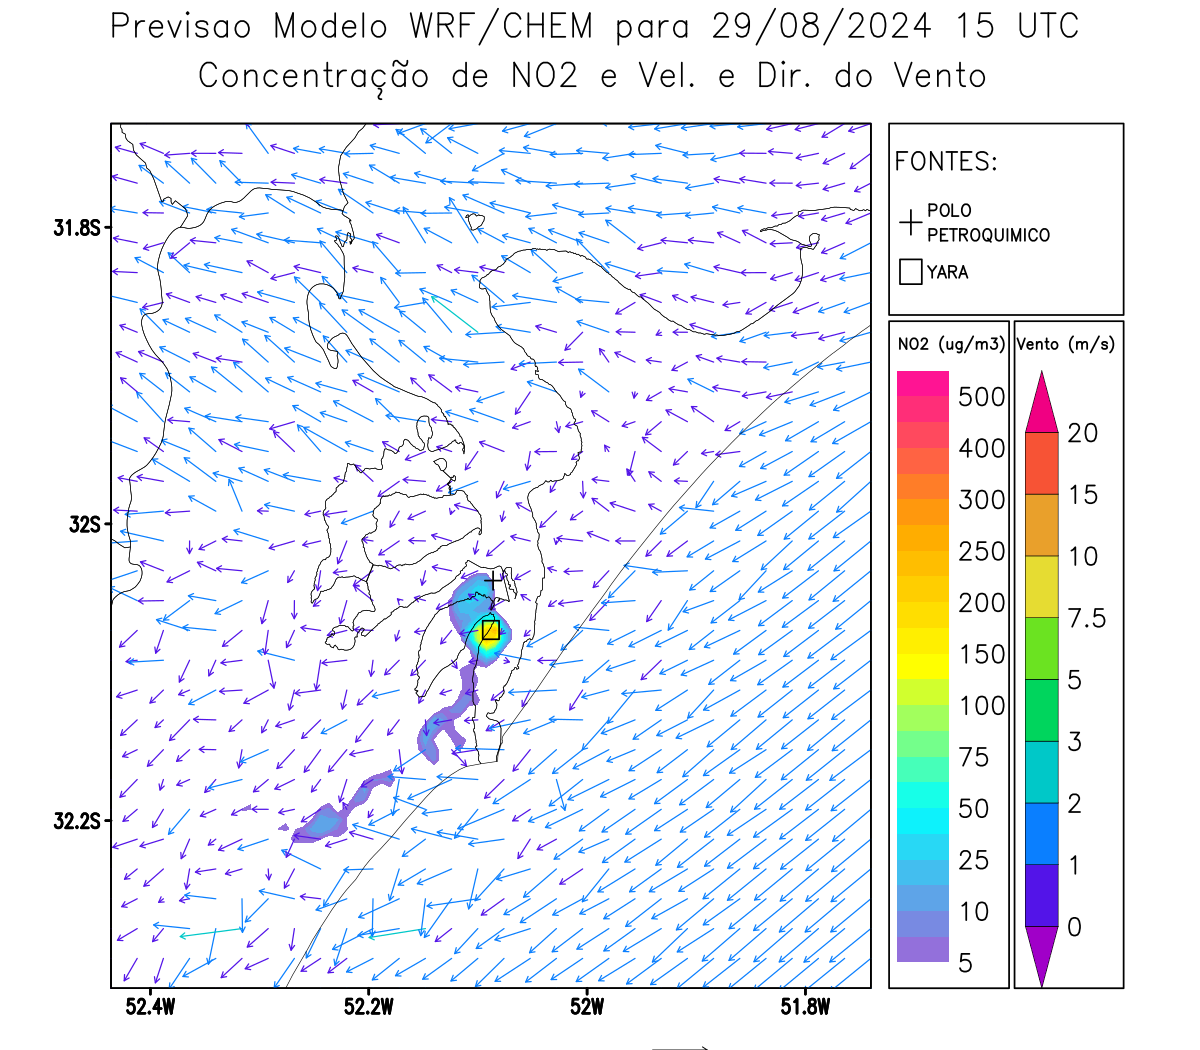 Previsao Modelo WRF/CHEM para 29/08/2024 15 UTC
Concentração de NO2 e Vel. e Dir. do Vento
FONTES:
POLO
PETROQUIMICO
YARA
31.8S
32S
32.2S
52.4W
52.2W
52W
51.8W
NO2 (ug/m3)
500
400
300
250
200
150
100
75
50
25
10
5
Vento (m/s)
20
15
10
7.5
5
3
2
1
0